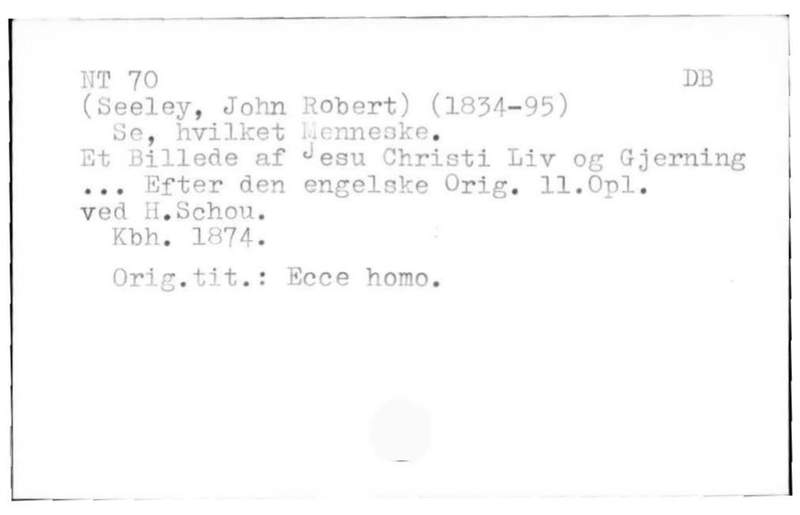 NT 70 DB
(Seeley, John Robert) (1834-95)
Se, hvilket Menneske.
Et Billede af Jesu Christi Liv og Gjerning
... Efter den engelske Orig. 11.Opl.
ved H.Schou.
Kbh. 1874.
Orig.tit.: Ecce homo.